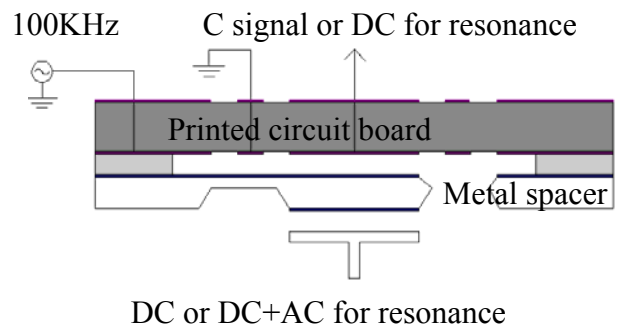 100KHz
C signal or DC for resonance
Printed circuit board
Metal spacer
DC or DC+AC for resonance